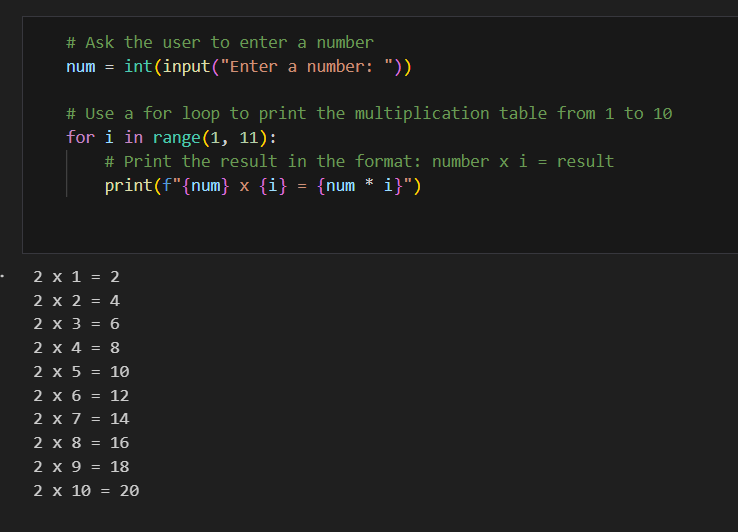 # Ask the user to enter a number
num = int(input("Enter a number: "))
# Use a for loop to print the multiplication table from 1 to 10
for i in range(1, 11):
# Print the result in the format: number x i = result
print(f"{num} x {i} = {num * i}")
2 x 1 = 2
2 x 2 = 4
2 x 3 = 6
2 x 4 = 8
2 x 5 = 10
2 x 6 = 12
2 x 7 = 14
2 x 8 = 16
2 x 9 = 18
2 x 10 = 20